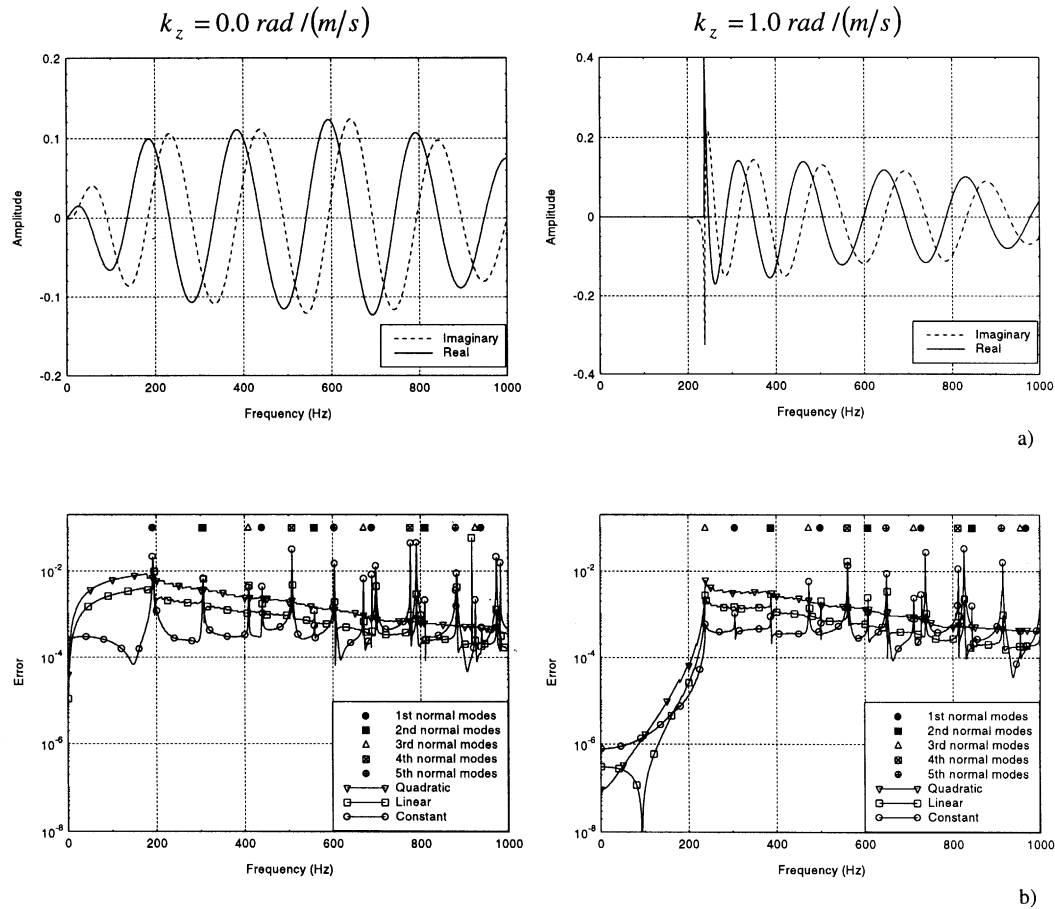 k_z = 0.0 rad /(m/s)
k_z = 1.0 rad /(m/s)
0.2
0.1
0
-0.1
-0.2
Amplitude
0 200 400 600 800 1000
Frequency (Hz)
Imaginary
Real
0.4
0.2
0
-0.2
-0.4
Amplitude
0 200 400 600 800 1000
Frequency (Hz)
Imaginary
Real
a)
10^-2
10^-4
10^-6
10^-8
Error
0 200 400 600 800 1000
Frequency (Hz)
1st normal modes
2nd normal modes
3rd normal modes
4th normal modes
5th normal modes
Quadratic
Linear
Constant
10^-2
10^-4
10^-6
10^-8
Error
0 200 400 600 800 1000
Frequency (Hz)
1st normal modes
2nd normal modes
3rd normal modes
4th normal modes
5th normal modes
Quadratic
Linear
Constant
b)